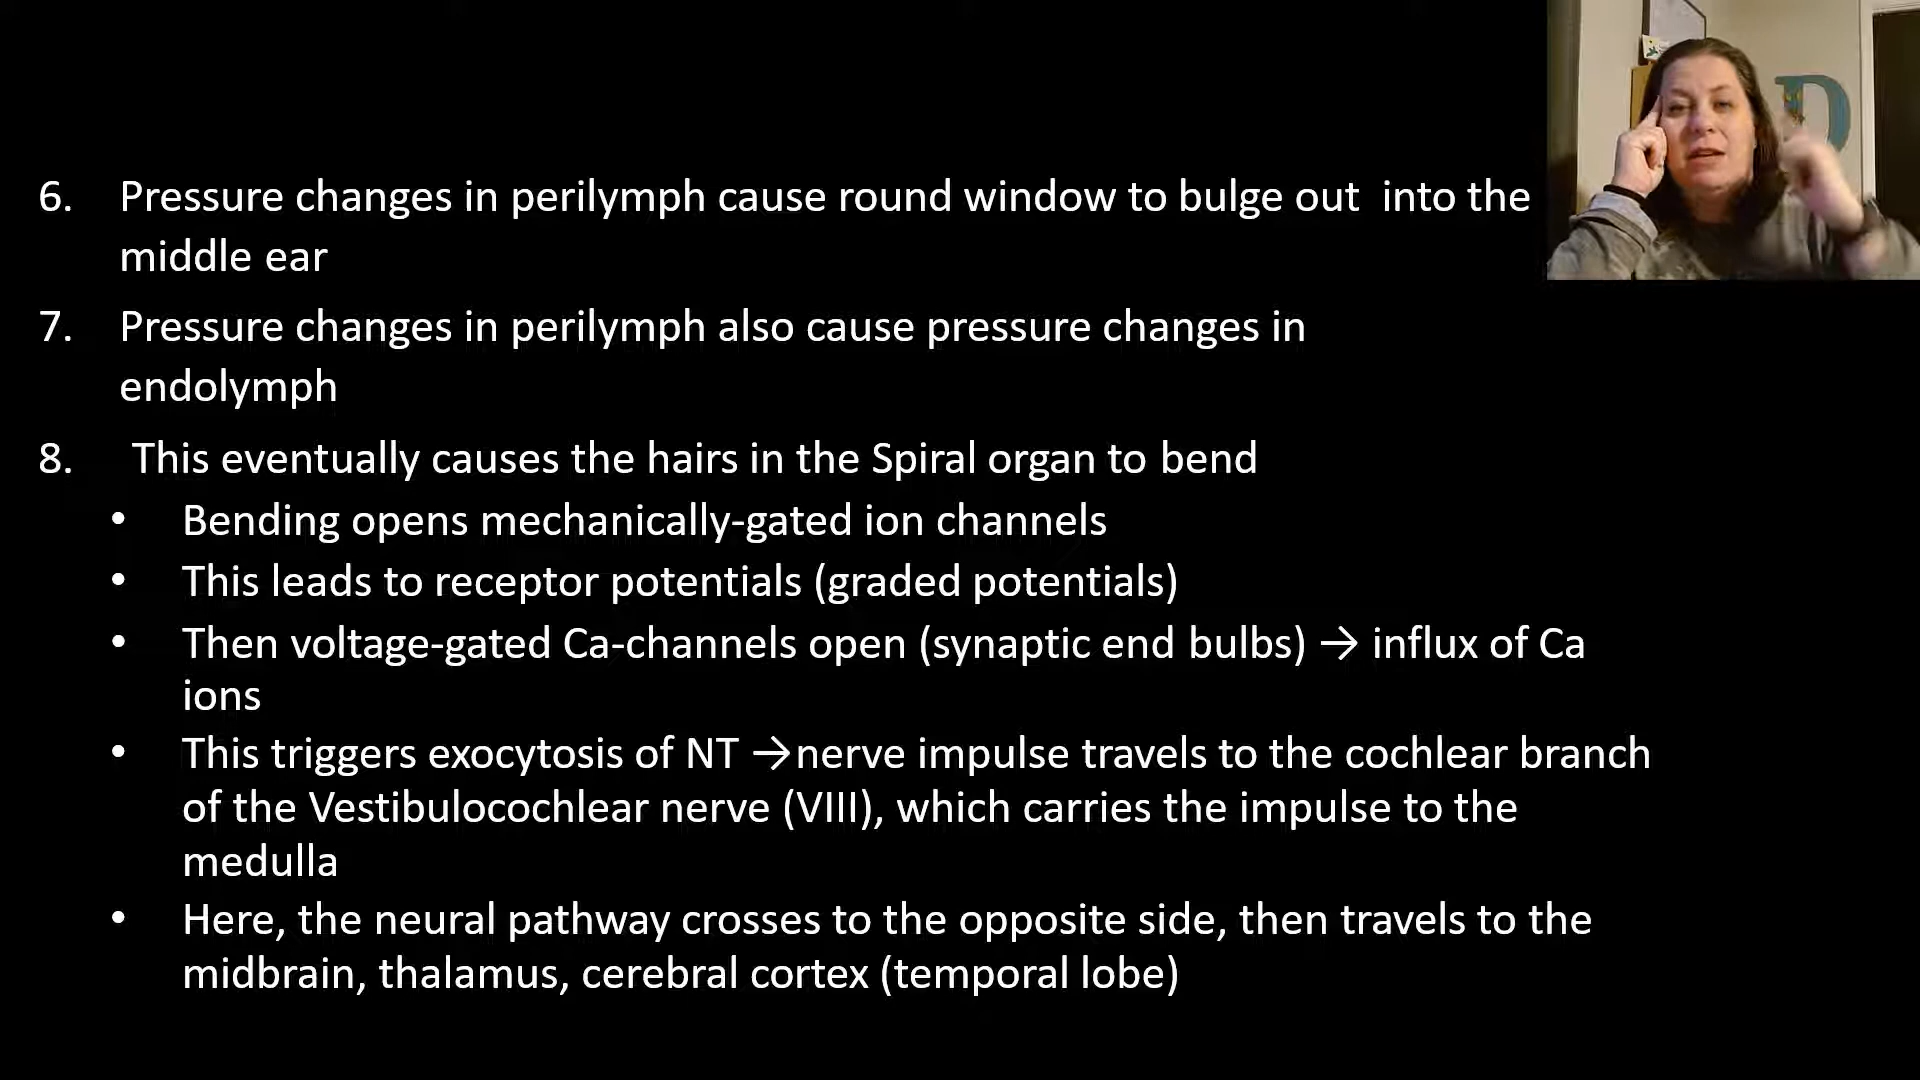 6. Pressure changes in perilymph cause round window to bulge out  into the
middle ear
7. Pressure changes in perilymph also cause pressure changes in
endolymph
8. This eventually causes the hairs in the Spiral organ to bend
• Bending opens mechanically-gated ion channels
• This leads to receptor potentials (graded potentials)
• Then voltage-gated Ca-channels open (synaptic end bulbs) → influx of Ca
ions
• This triggers exocytosis of NT →nerve impulse travels to the cochlear branch
of the Vestibulocochlear nerve (VIII), which carries the impulse to the
medulla
• Here, the neural pathway crosses to the opposite side, then travels to the
midbrain, thalamus, cerebral cortex (temporal lobe)
D